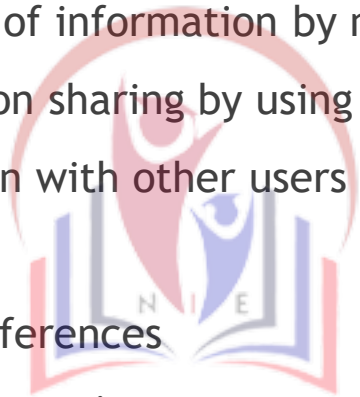 of information by
on sharing by using
n with other users
N I E
ferences